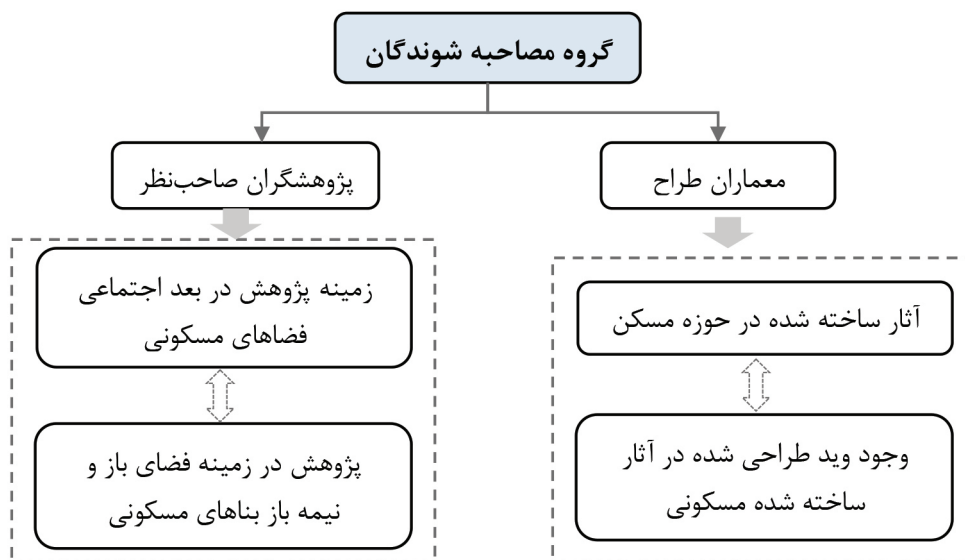 گروه مصاحبه شوندگان
معماران طراح
پژوهشگران صاحب‌نظر
آثار ساخته شده در حوزه مسکن
وجود وید طراحی شده در آثار
ساخته شده مسکونی
زمینه پژوهش در بعد اجتماعی
فضاهای مسکونی
پژوهش در زمینه فضای باز و
نیمه باز بناهای مسکونی